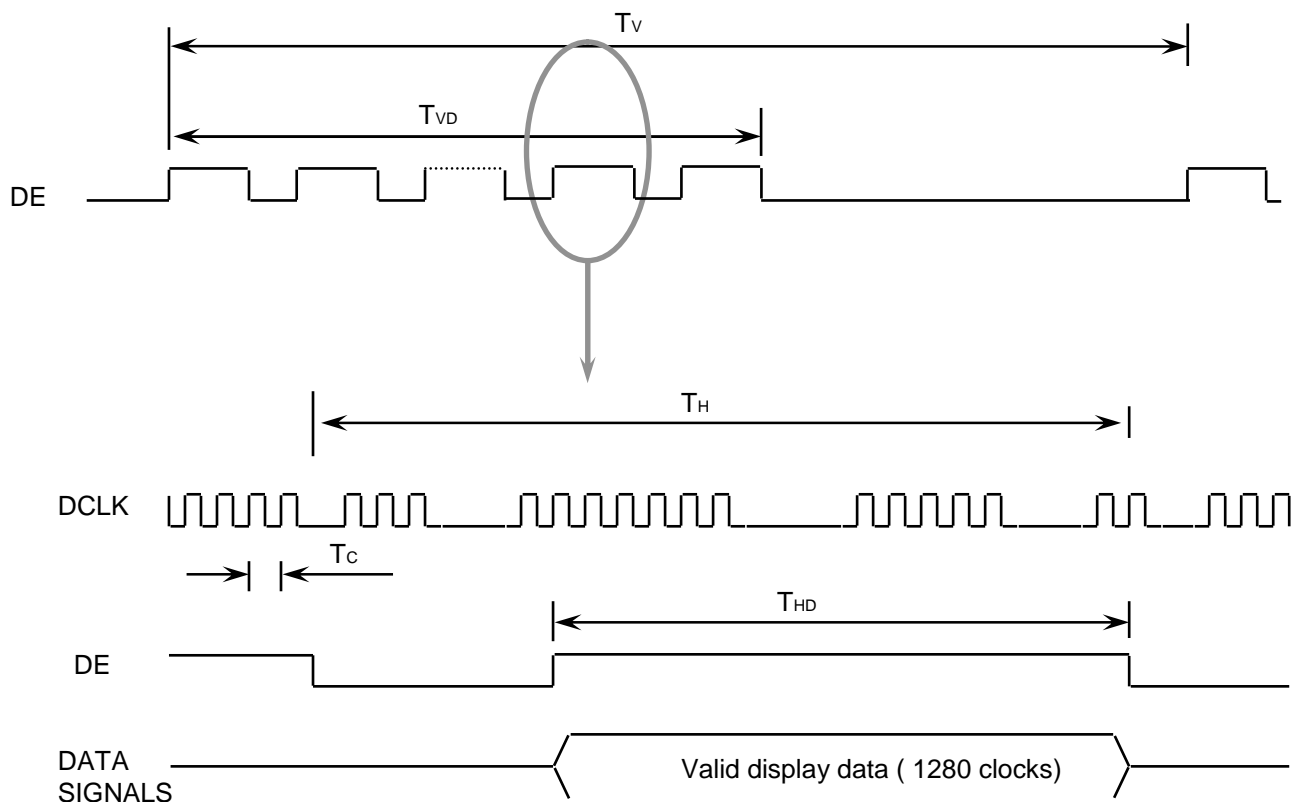 TV
TVD
DE
TH
DCLK
TC
THD
DE
DATA
SIGNALS
Valid display data ( 1280 clocks)